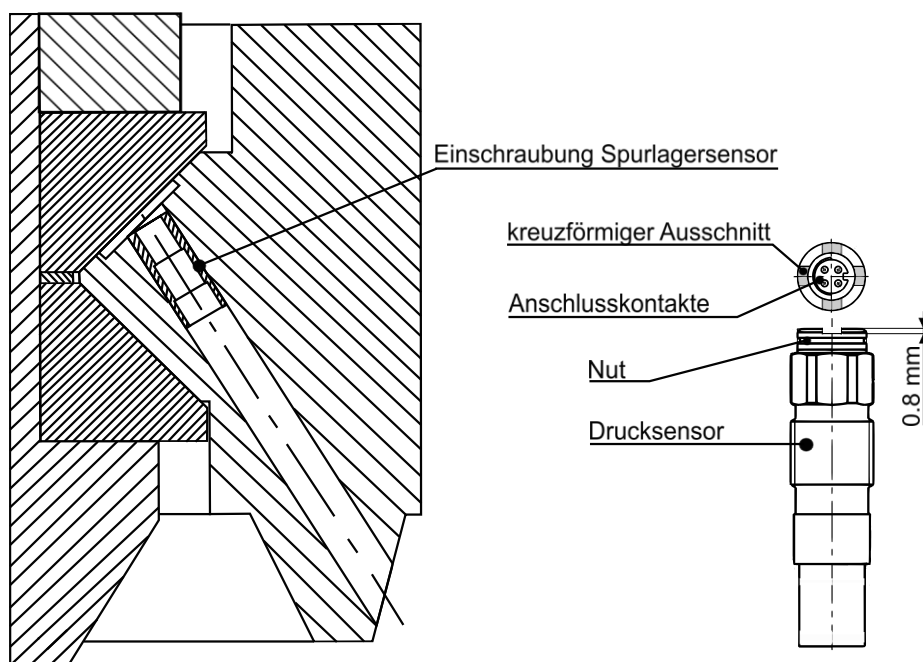 Einschraubung Spurlagersensor
kreuzförmiger Ausschnitt
Anschlusskontakte
Nut
0.8 mm
Drucksensor